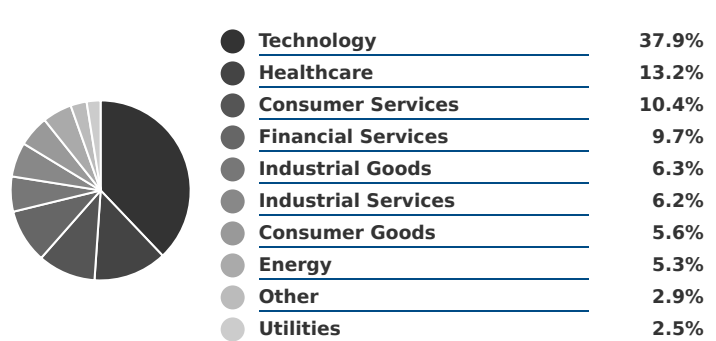 Technology 37.9%
Healthcare 13.2%
Consumer Services 10.4%
Financial Services 9.7%
Industrial Goods 6.3%
Industrial Services 6.2%
Consumer Goods 5.6%
Energy 5.3%
Other 2.9%
Utilities 2.5%